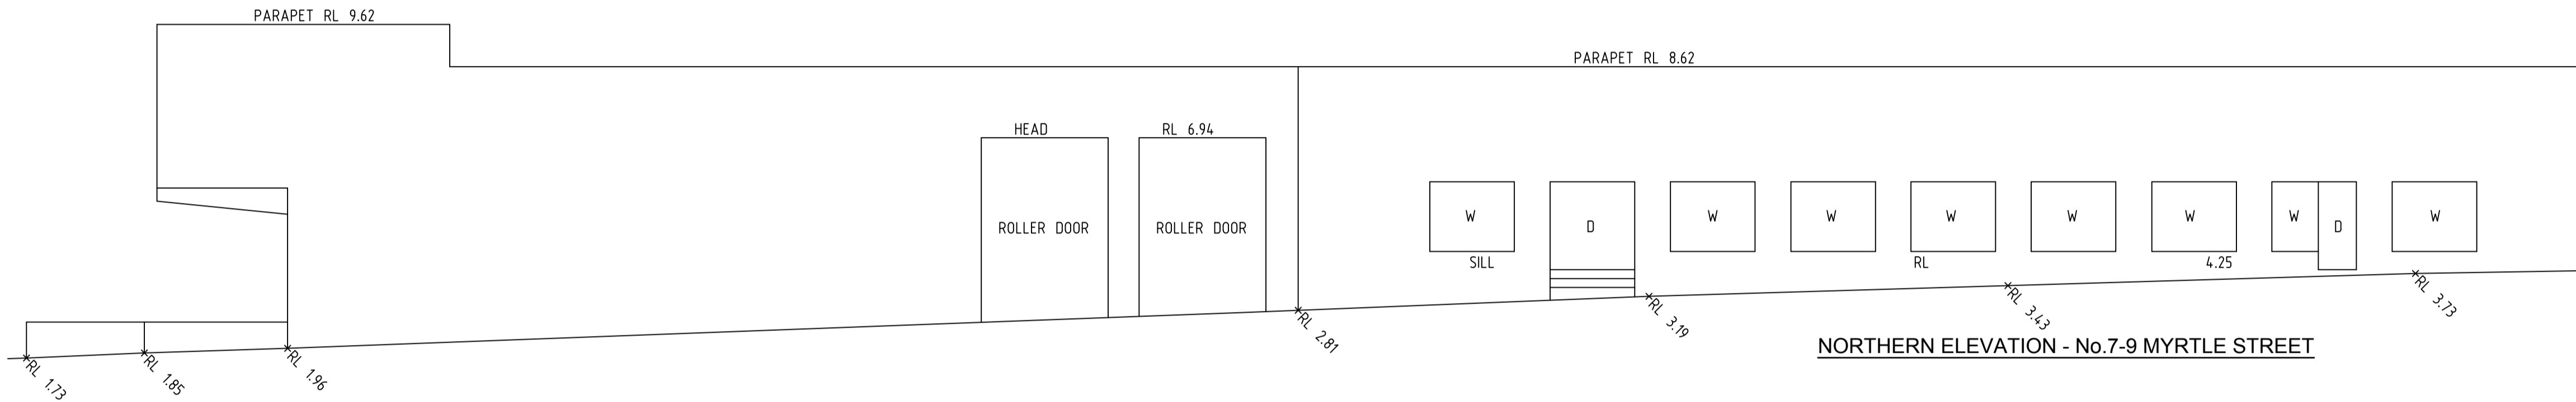 PARAPET RL 9.62
PARAPET RL 8.62
HEAD RL 6.94
ROLLER DOOR ROLLER DOOR
W D W W W W W W D W
SILL RL 4.25
RL 1.73
RL 1.85
RL 1.96
RL 2.81
RL 3.19
RL 3.43
RL 3.73
NORTHERN ELEVATION - No.7-9 MYRTLE STREET